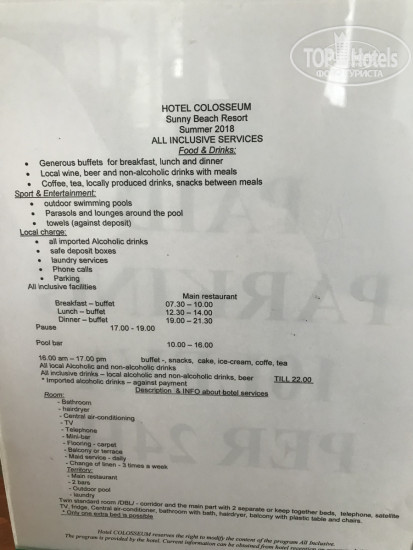 TOP Hotels
ФОТО ТУРИСТА
HOTEL COLOSSEUM
Sunny Beach Resort
Summer 2018
ALL INCLUSIVE SERVICES
Food & Drinks:
• Generous buffets for breakfast, lunch and dinner
• Local wine, beer and non-alcoholic drinks with meals
• Coffee, tea, locally produced drinks, snacks between meals
Sport & Entertainment:
• outdoor swimming pools
• Parasols and lounges around the pool
• towels (against deposit)
Local charge:
• all imported Alcoholic drinks
• safe deposit boxes
• laundry services
• Phone calls
• Parking
All inclusive facilities
Main restaurant
Breakfast – buffet 07.30 – 10.00
Lunch – buffet 12.30 – 14.00
Dinner – buffet 19.00 – 21.30
Pause 17.00 - 19.00
Pool bar 10.00 – 16.00
16.00 am – 17.00 pm buffet -, snacks, cake, ice-cream, coffe, tea
All local Alcoholic and non-alcoholic drinks
All inclusive drinks – local alcoholic and non-alcoholic drinks, beer TILL 22.00
* Imported alcoholic drinks – against payment
Description & INFO about hotel services
Room:
- Bathroom
- hairdryer
- Central air-conditioning
- TV
- Telephone
- Mini-bar
- Flooring - carpet
- Balcony or terrace
- Maid service - daily
- Change of linen - 3 times a week
Territory:
- Main restaurant
- 2 bars
- Outdoor pool
- laundry
Twin standard room /DBL/ - corridor and the main part with 2 separate or keep together beds, telephone, satellite
TV, fridge, Central air-conditioner, bathroom with bath, hairdryer, balcony with plastic table and chairs.
* Only one extra bed is possible
Hotel COLOSSEUM reserves the right to modify the content of the program All Inclusive.
The program is provided by the hotel. Current information can be obtained from hotel reception